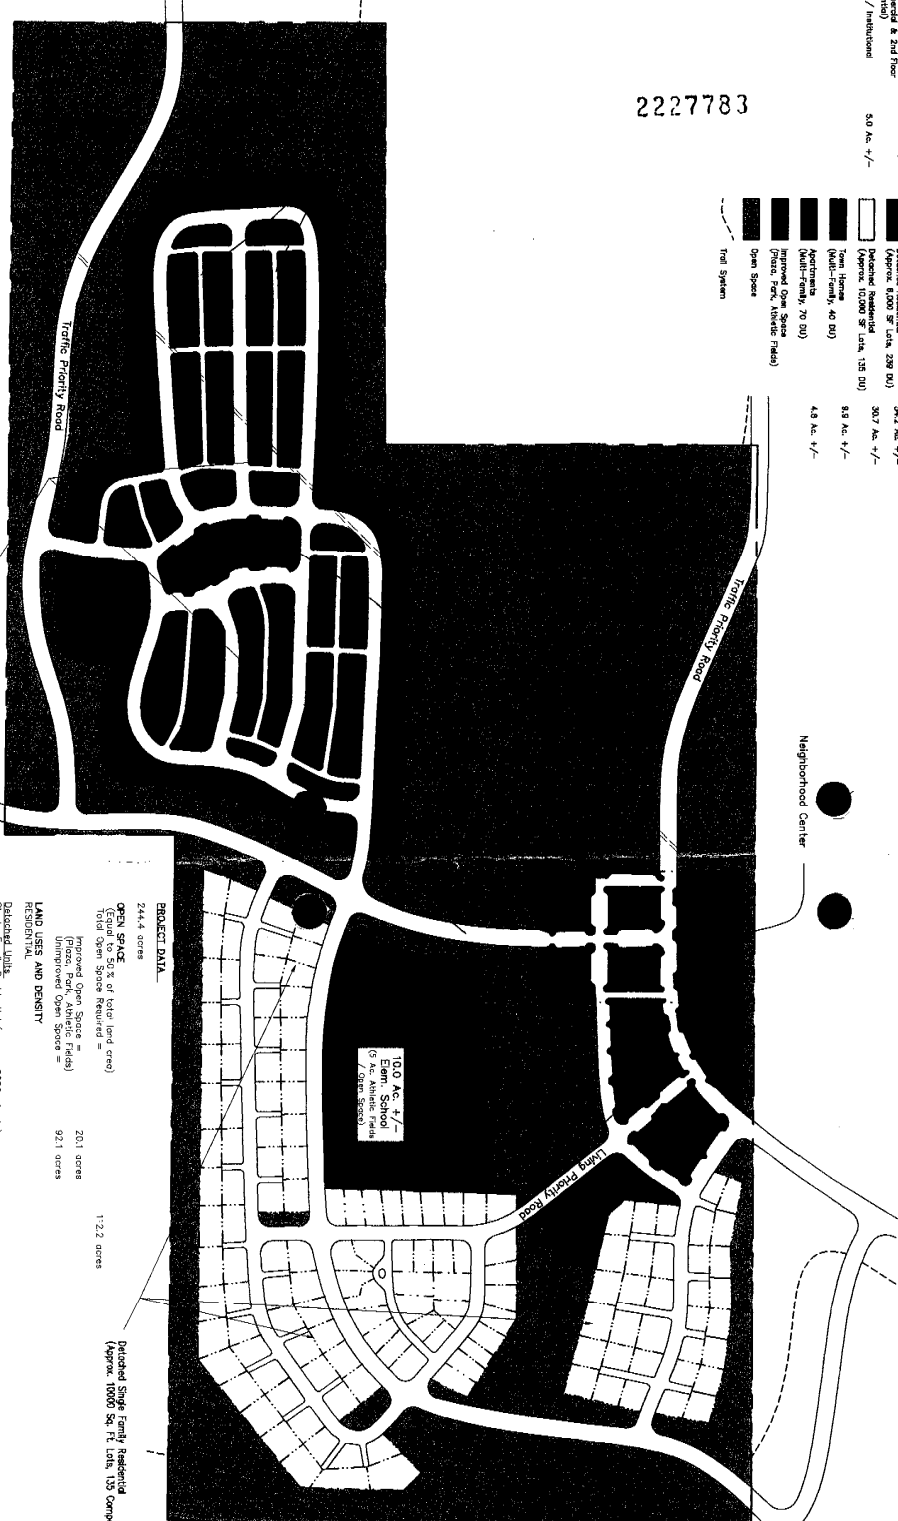 2227783
/ Institutional
5.0 Ac. +/-
(Approx. 8,000 SF Lots, 239 DU)
Detached Residential
(Approx. 10,000 SF Lots, 135 DU)
30.7 Ac. +/-
Town Homes
(Multi-Family, 40 DU)
9.9 Ac. +/-
Apartments
(Multi-Family, 70 DU)
4.8 Ac. +/-
Improved Open Space
(Plaza, Park, Athletic Fields)
Open Space
Trail System
Traffic Priority Road
Traffic Priority Road
Neighborhood Center
10.0 Ac. +/-
Elem. School
(5 Ac. Athletic Fields
/ Open Space)
Living Priority Road
PROJECT DATA
244.4 acres
OPEN SPACE
(Equal to 50% of total land area)
Total Open Space Required =
112.2 acres
Improved Open Space =
20.1 acres
(Plaza, Park, Athletic Fields)
Unimproved Open Space =
92.1 acres
LAND USES AND DENSITY
RESIDENTIAL
Detached Units
Detached Single Family Residential
(Approx. 10000 Sq. Ft. Lots, 135